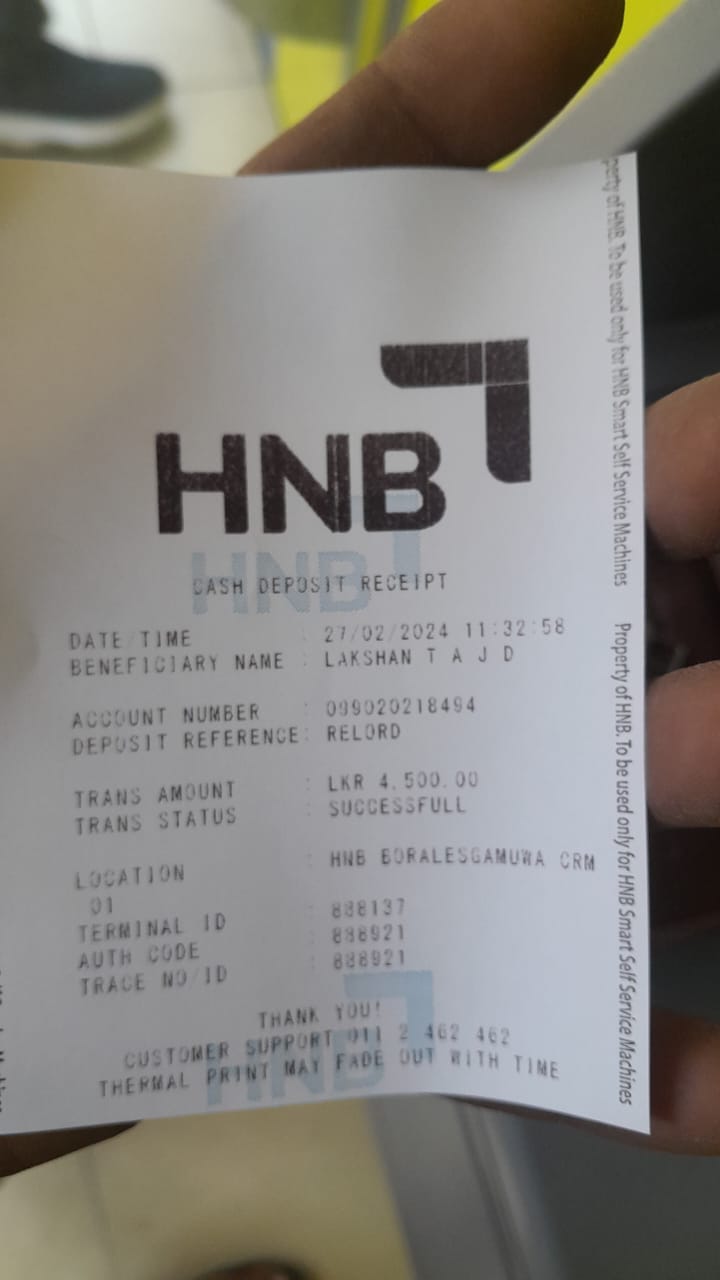 HNB
HNB
CASH DEPOSIT RECEIPT
DATE/TIME : 27/02/2024 11:32:58
BENEFICIARY NAME : LAKSHAN T A J D
ACCOUNT NUMBER : 099020218494
DEPOSIT REFERENCE: RELORD
TRANS AMOUNT : LKR 4,500.00
TRANS STATUS : SUCCESSFULL
LOCATION : HNB BORALESGAMUWA CRM
01
TERMINAL ID : 888137
AUTH CODE : 888921
TRACE NO/ID : 888921
THANK YOU!
CUSTOMER SUPPORT 011 2 462 462
THERMAL PRINT MAY FADE OUT WITH TIME
HNB
perty of HNB. To be used only for HNB Smart Self Service Machines
Property of HNB. To be used only for HNB Smart Self Service Machines